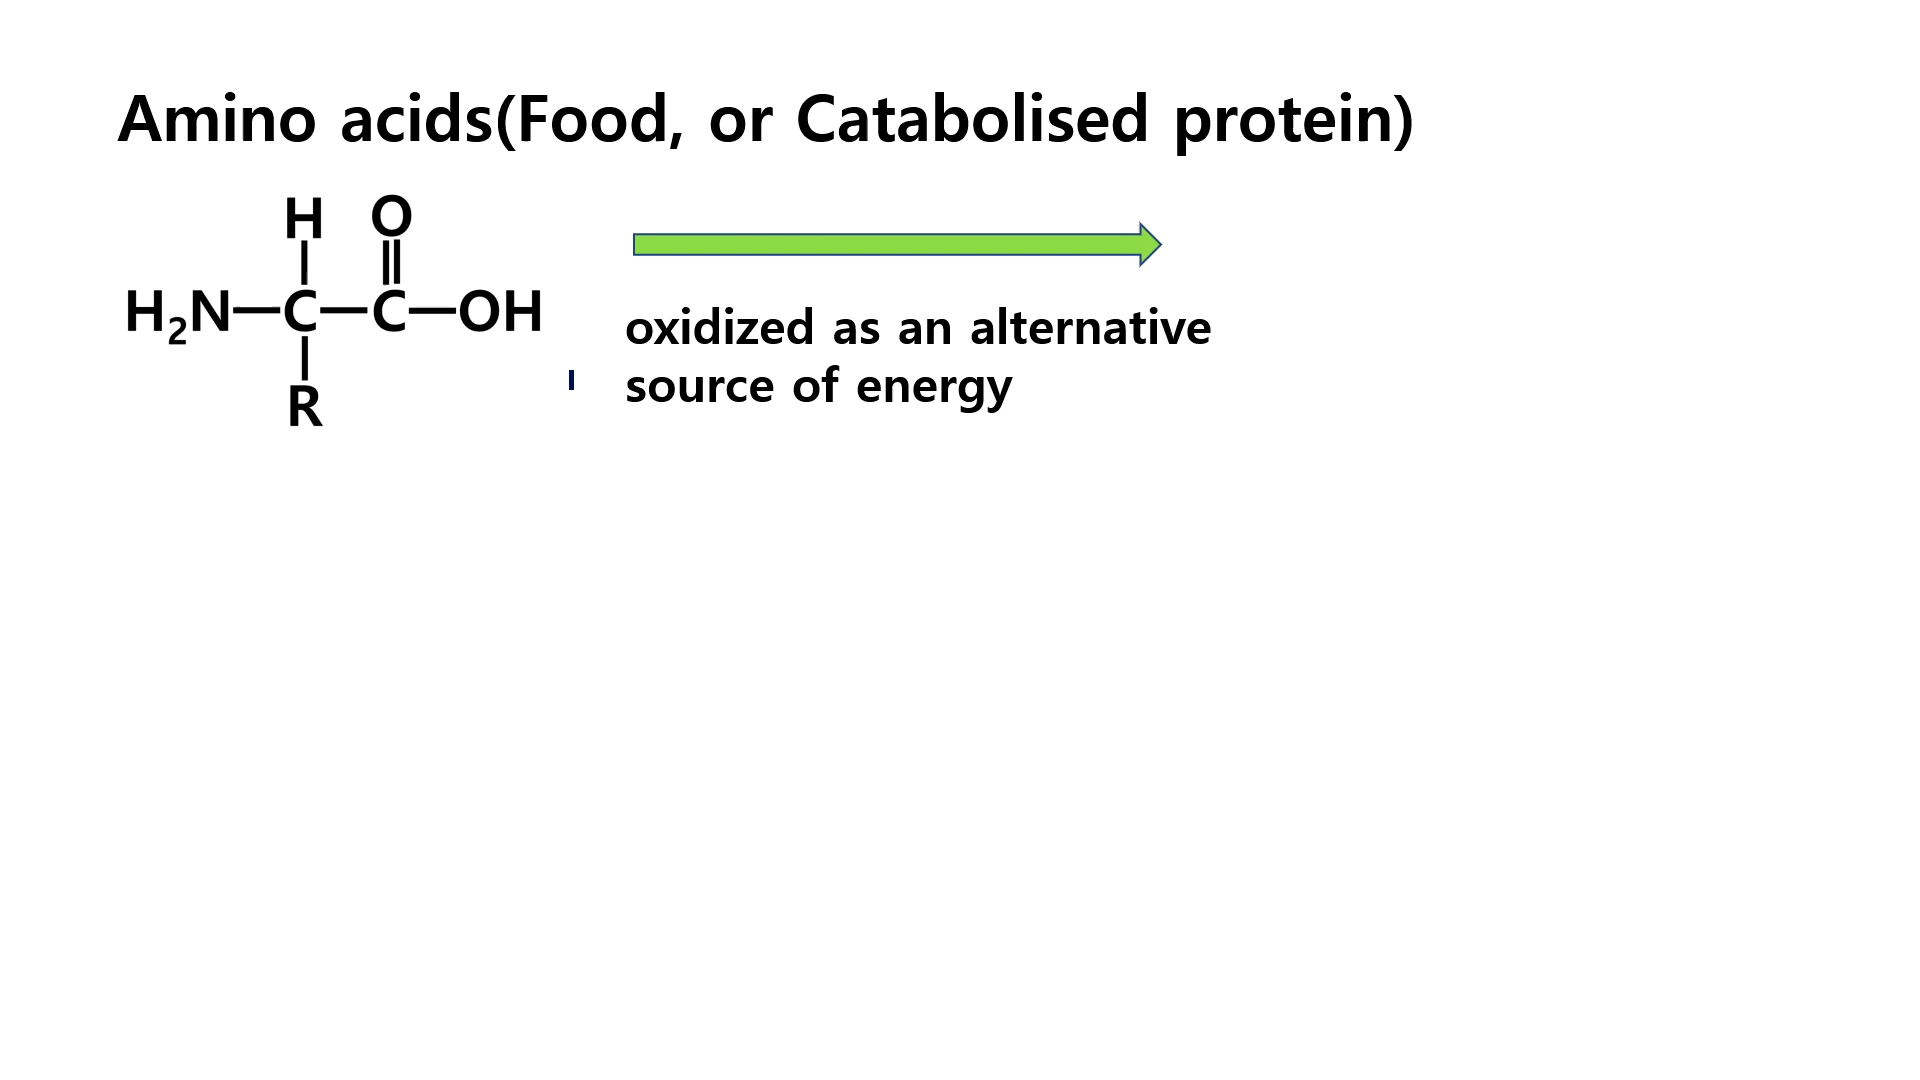 Amino acids(Food, or Catabolised protein)
H O
H₂N—C—C—OH
R
oxidized as an alternative
source of energy